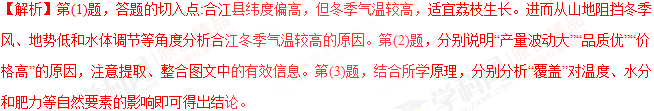 【解析】第(1)题，答题的切入点:合江县纬度偏高，但冬季气温较高，适宜荔枝生长。进而从山地阻挡冬季
风、地势低和水体调节等角度分析合江冬季气温较高的原因。第(2)题，分别说明“产量波动大”“品质优”“价
格高”的原因，注意提取、整合图文中的有效信息。第(3)题，结合所学原理，分别分析“覆盖”对温度、水分
和肥力等自然要素的影响即可得出结论。